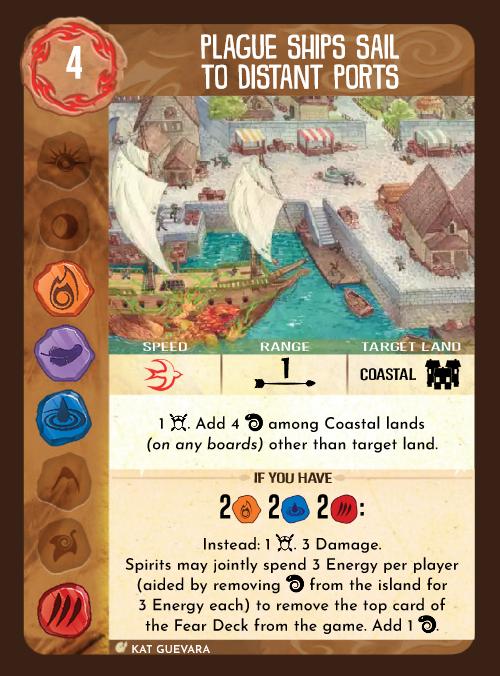 4
PLAGUE SHIPS SAIL
TO DISTANT PORTS
SPEED
RANGE
TARGET LAND
1
COASTAL
1 . Add 4 among Coastal lands
(on any boards) other than target land.
IF YOU HAVE
2 2 2 :
Instead: 1 . 3 Damage.
Spirits may jointly spend 3 Energy per player
(aided by removing from the island for
3 Energy each) to remove the top card of
the Fear Deck from the game. Add 1 .
KAT GUEVARA